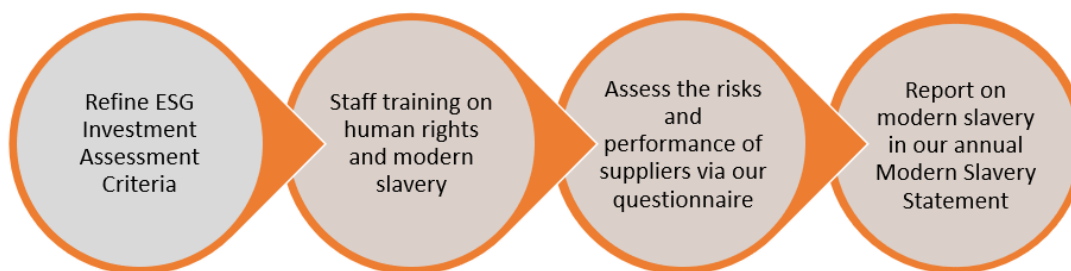 Refine ESG
Investment
Assessment
Criteria
Staff training on
human rights
and modern
slavery
Assess the risks
and
performance of
suppliers via our
questionnaire
Report on
modern slavery
in our annual
Modern Slavery
Statement